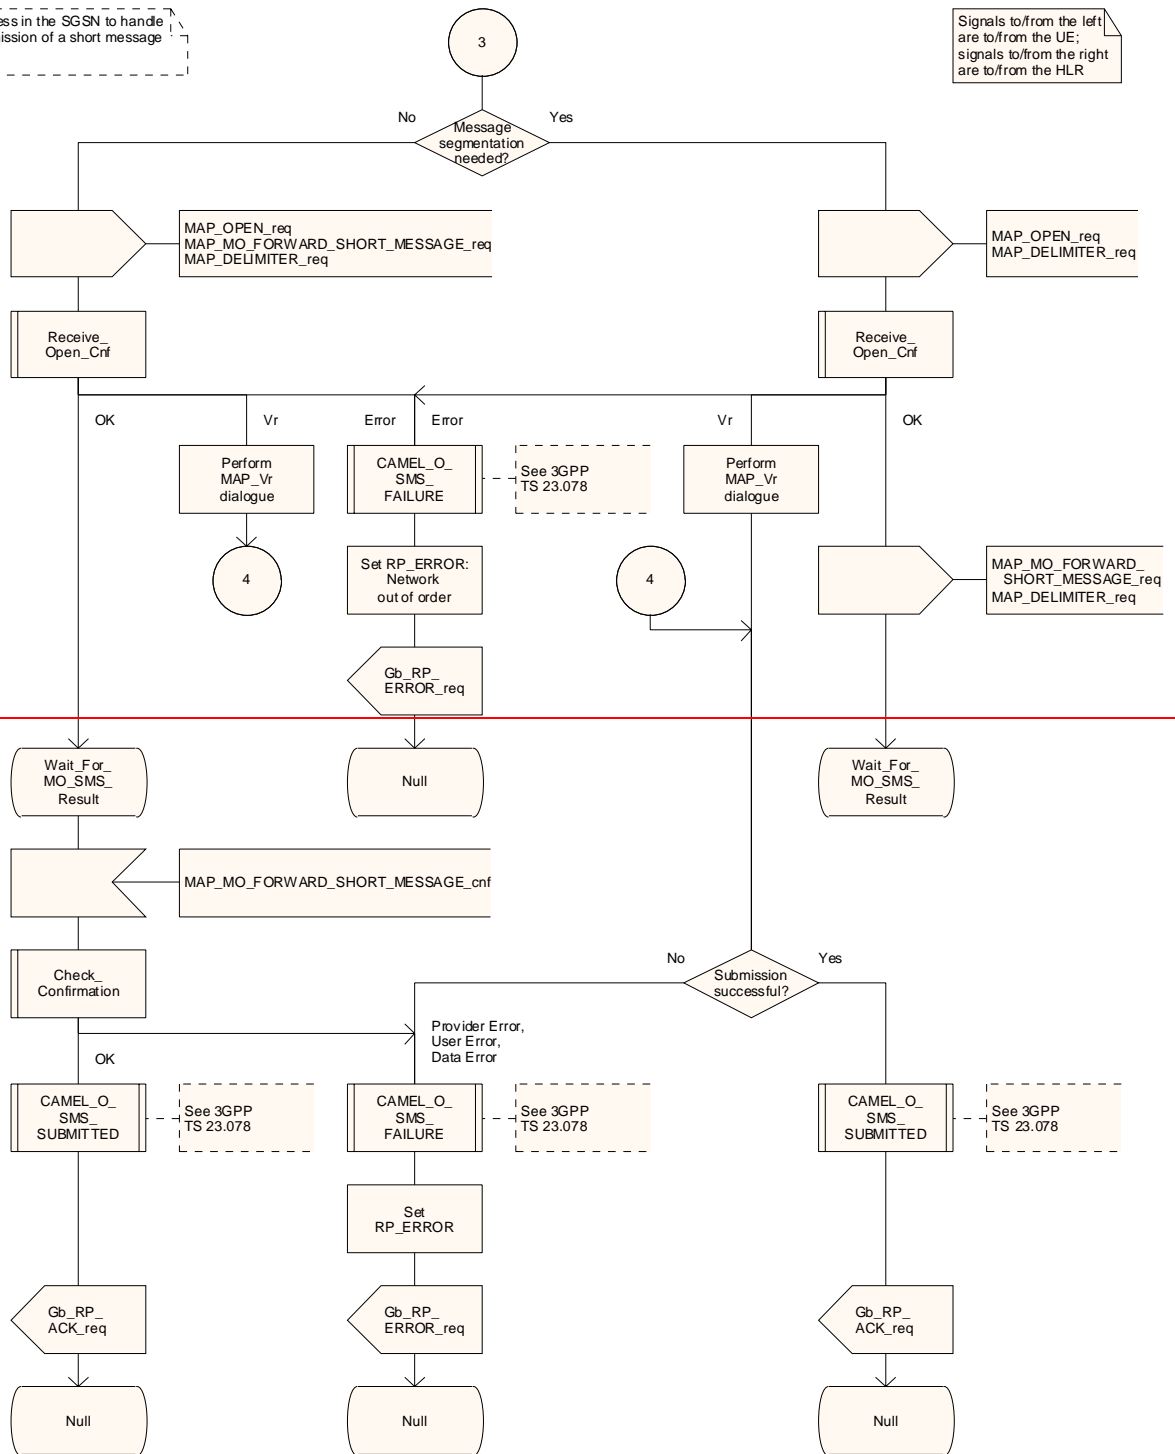 ess in the SGSN to handle
ission of a short message
3
Signals to/from the left
are to/from the UE;
signals to/from the right
are to/from the HLR
No
Yes
Message
segmentation
needed?
MAP_OPEN_req
MAP_MO_FORWARD_SHORT_MESSAGE_req
MAP_DELIMITER_req
MAP_OPEN_req
MAP_DELIMITER_req
Receive_
Open_Cnf
Receive_
Open_Cnf
OK
Vr
Error
Error
Vr
OK
Perform
MAP_Vr
dialogue
CAMEL_O_
SMS_
FAILURE
See 3GPP
TS 23.078
Perform
MAP_Vr
dialogue
4
Set RP_ERROR:
Network
out of order
4
MAP_MO_FORWARD_
SHORT_MESSAGE_req
MAP_DELIMITER_req
Gb_RP_
ERROR_req
Wait_For_
MO_SMS_
Result
Null
Wait_For_
MO_SMS_
Result
MAP_MO_FORWARD_SHORT_MESSAGE_cnf
Check_
Confirmation
No
Yes
Submission
successful?
Provider Error,
User Error,
Data Error
OK
CAMEL_O_
SMS_
SUBMITTED
See 3GPP
TS 23.078
CAMEL_O_
SMS_
FAILURE
See 3GPP
TS 23.078
CAMEL_O_
SMS_
SUBMITTED
See 3GPP
TS 23.078
Set
RP_ERROR
Gb_RP_
ACK_req
Gb_RP_
ERROR_req
Gb_RP_
ACK_req
Null
Null
Null